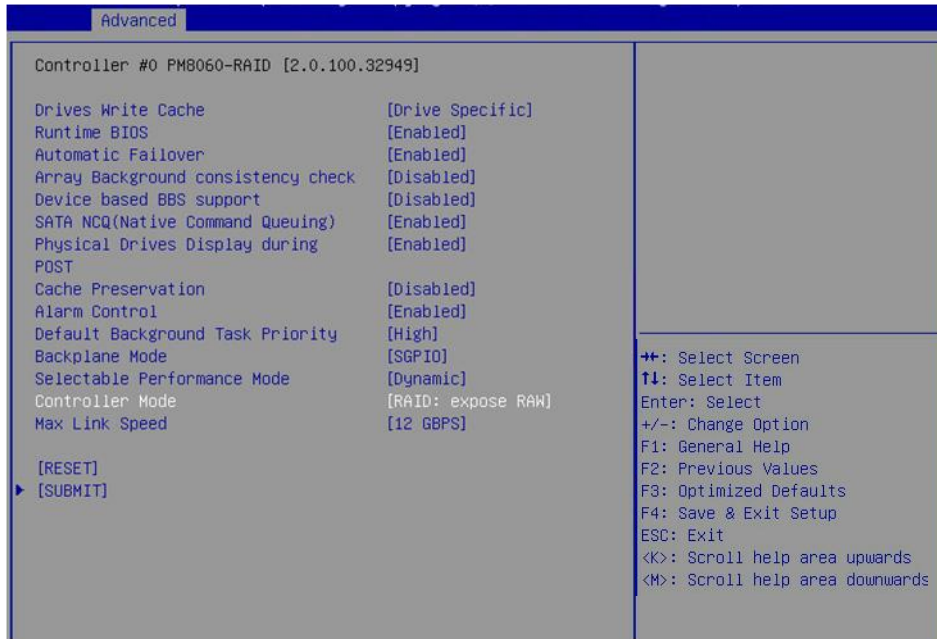 Advanced
Controller #0 PM8060-RAID [2.0.100.32949]
Drives Write Cache [Drive Specific]
Runtime BIOS [Enabled]
Automatic Failover [Enabled]
Array Background consistency check [Disabled]
Device based BBS support [Disabled]
SATA NCQ(Native Command Queuing) [Enabled]
Physical Drives Display during [Enabled]
POST
Cache Preservation [Disabled]
Alarm Control [Enabled]
Default Background Task Priority [High]
Backplane Mode [SGPIO]
Selectable Performance Mode [Dynamic]
Controller Mode [RAID: expose RAW]
Max Link Speed [12 GBPS]
[RESET]
[SUBMIT]
→←: Select Screen
↑↓: Select Item
Enter: Select
+/-: Change Option
F1: General Help
F2: Previous Values
F3: Optimized Defaults
F4: Save & Exit Setup
ESC: Exit
<K>: Scroll help area upwards
<M>: Scroll help area downwards